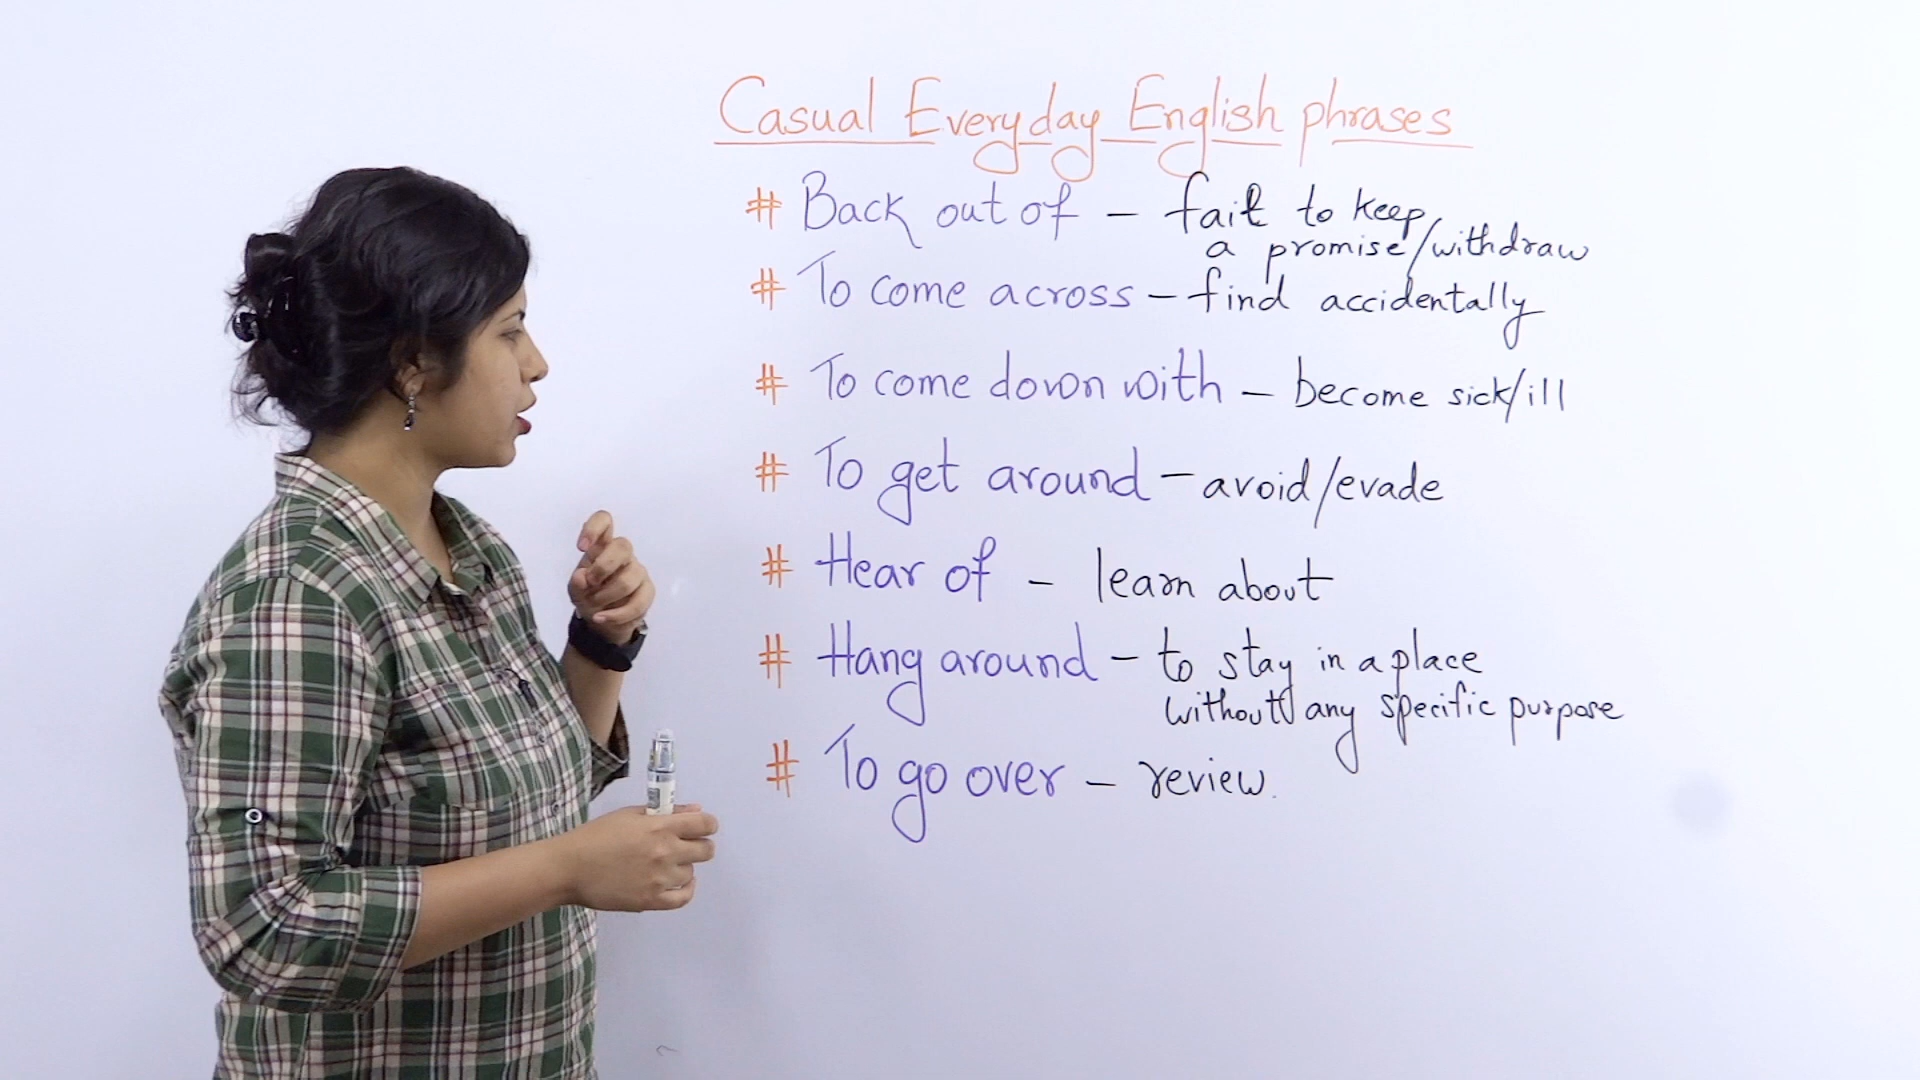 Casual Everyday English phrases
# Back out of – fail to keep
a promise/withdraw
# To come across – find accidentally
# To come down with – become sick/ill
# To get around – avoid/evade
# Hear of – learn about
# Hang around – to stay in a place
without any specific purpose
# To go over – review.